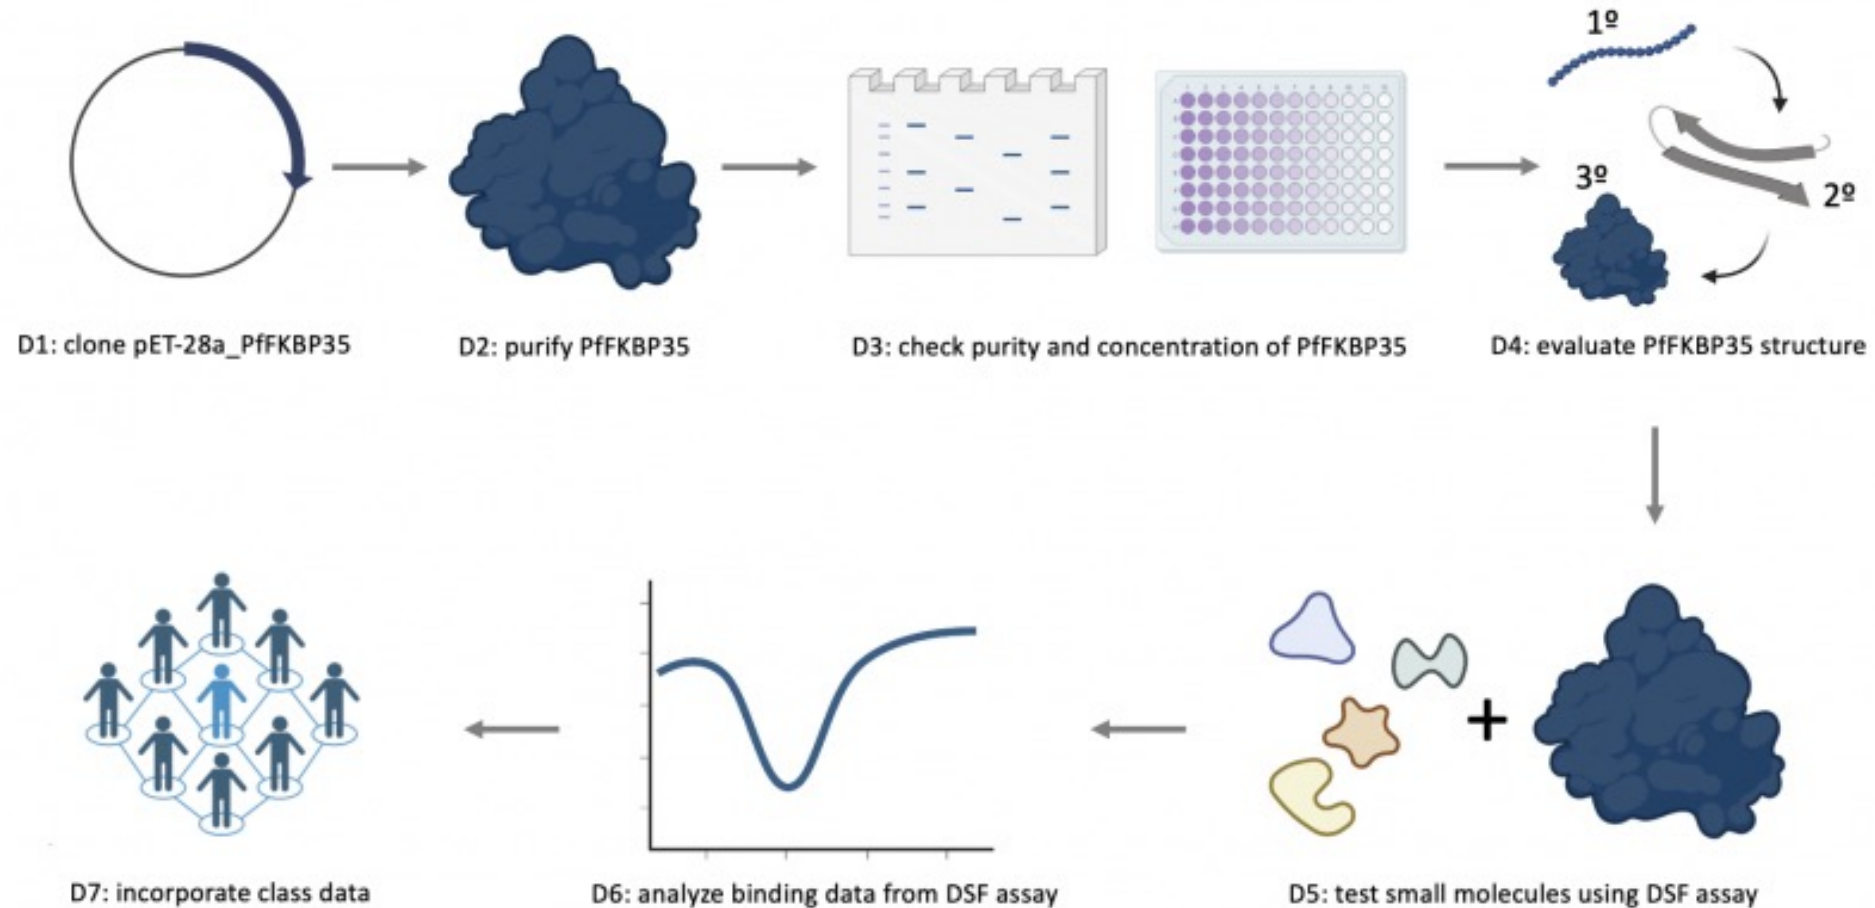 1º
2º
3º
D1: clone pET-28a_PfFKBP35
D2: purify PfFKBP35
D3: check purity and concentration of PfFKBP35
D4: evaluate PfFKBP35 structure
D7: incorporate class data
D6: analyze binding data from DSF assay
D5: test small molecules using DSF assay